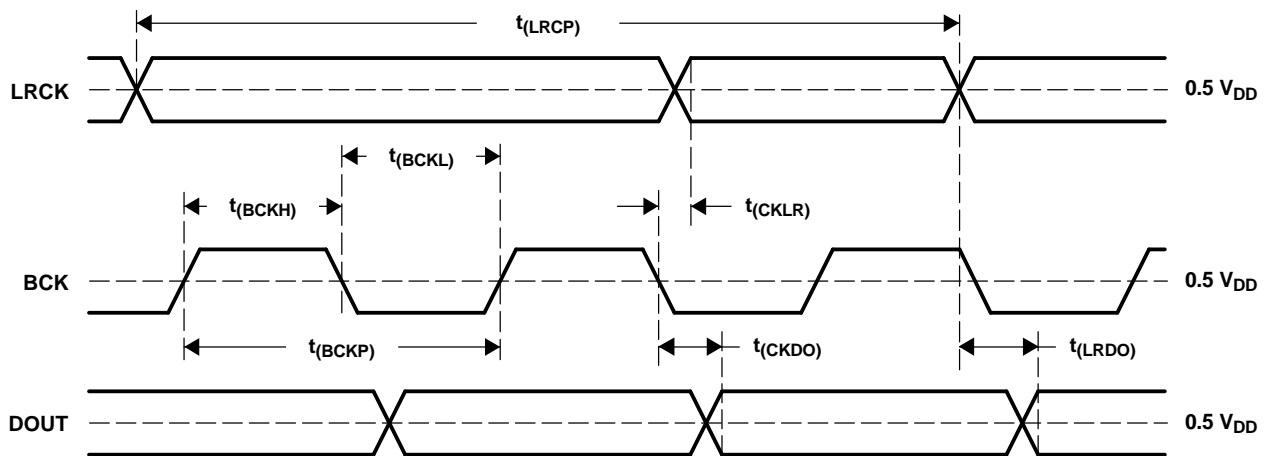 t(LRCP)
LRCK
0.5 VDD
t(BCKL)
t(BCKH)
t(CKLR)
BCK
0.5 VDD
t(BCKP)
t(CKDO)
t(LRDO)
DOUT
0.5 VDD